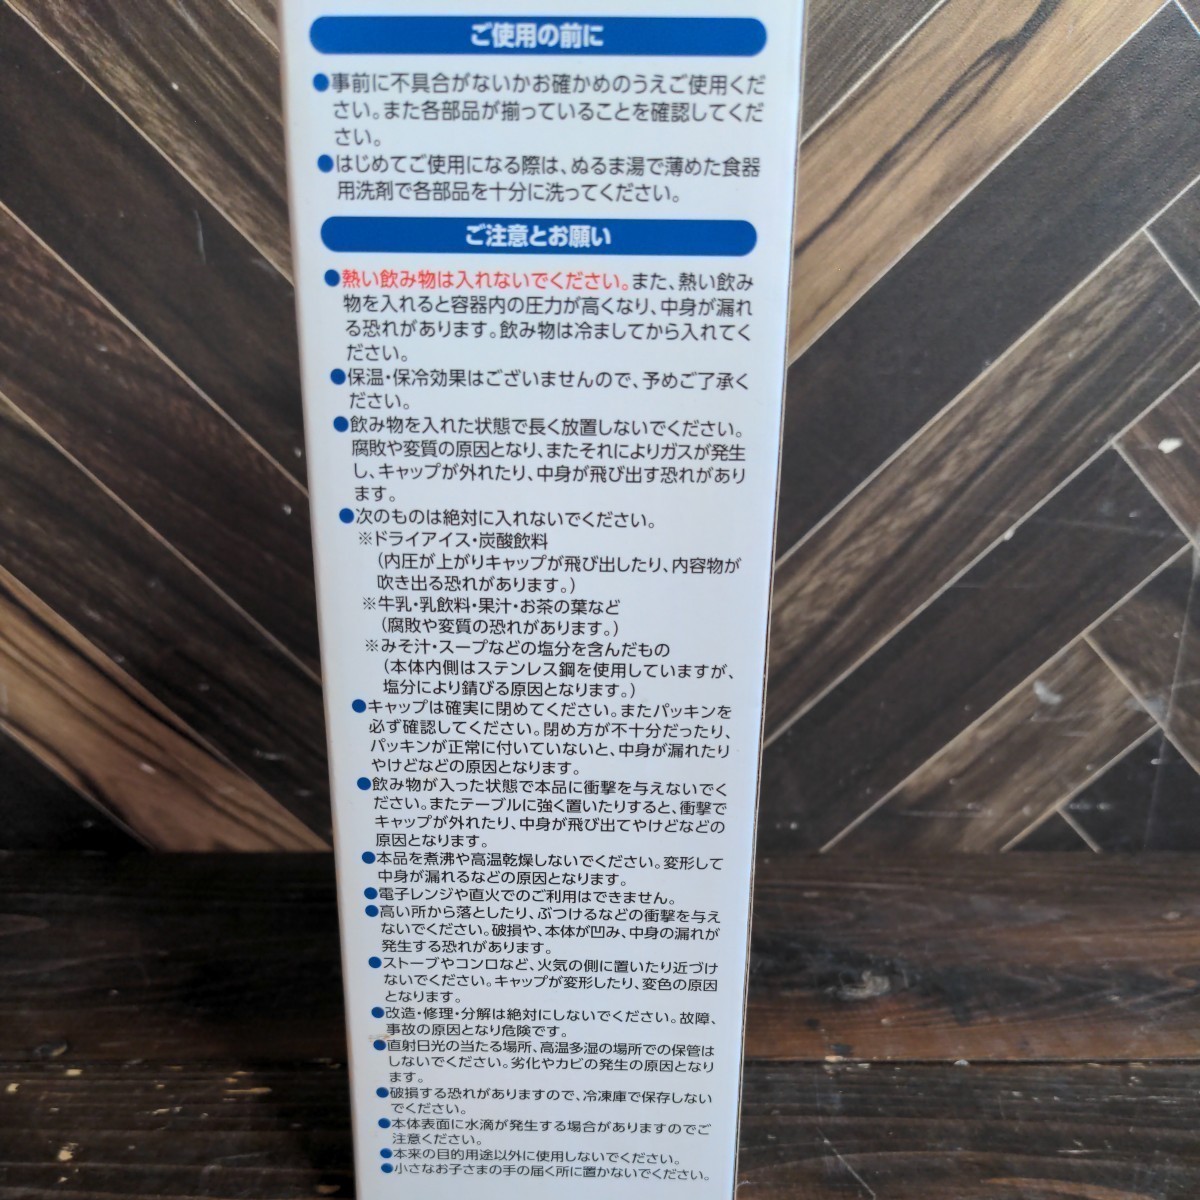 ご使用の前に
●事前に不具合がないかお確かめのうえご使用くだ
さい。また各部品が揃っていることを確認してくだ
さい。
●はじめてご使用になる際は、ぬるま湯で薄めた食器
用洗剤で各部品を十分に洗ってください。
ご注意とお願い
●熱い飲み物は入れないでください。また、熱い飲み
物を入れると容器内の圧力が高くなり、中身が漏れ
る恐れがあります。飲み物は冷ましてから入れてく
ださい。
●保温・保冷効果はございませんので、予めご了承く
ださい。
●飲み物を入れた状態で長く放置しないでください。
腐敗や変質の原因となり、またそれによりガスが発生
し、キャップが外れたり、中身が飛び出す恐れがあり
ます。
●次のものは絶対に入れないでください。
※ドライアイス・炭酸飲料
（内圧が上がりキャップが飛び出したり、内容物が
吹き出る恐れがあります。）
※牛乳・乳飲料・果汁・お茶の葉など
（腐敗や変質の恐れがあります。）
※みそ汁・スープなどの塩分を含んだもの
（本体内側はステンレス鋼を使用していますが、
塩分により錆びる原因となります。）
●キャップは確実に閉めてください。またパッキンを
必ず確認してください。閉め方が不十分だったり、
パッキンが正常に付いていないと、中身が漏れたり
やけどなどの原因となります。
●飲み物が入った状態で本品に衝撃を与えないでく
ださい。またテーブルに強く置いたりすると、衝撃で
キャップが外れたり、中身が飛び出てやけどなどの
原因となります。
●本品を煮沸や高温乾燥しないでください。変形して
中身が漏れるなどの原因となります。
●電子レンジや直火でのご利用はできません。
●高い所から落としたり、ぶつけるなどの衝撃を与え
ないでください。破損や、本体が凹み、中身の漏れが
発生する恐れがあります。
●ストーブやコンロなど、火気の側に置いたり近づけ
ないでください。キャップが変形したり、変色の原因
となります。
●改造・修理・分解は絶対にしないでください。故障、
事故の原因となり危険です。
●直射日光の当たる場所、高温多湿の場所での保管は
しないでください。劣化やカビの発生の原因となり
ます。
●破損する恐れがありますので、冷凍庫で保存しない
でください。
●本体表面に水滴が発生する場合がありますのでご
注意ください。
●本来の目的用途以外に使用しないでください。
●小さなお子さまの手の届く所に置かないでください。